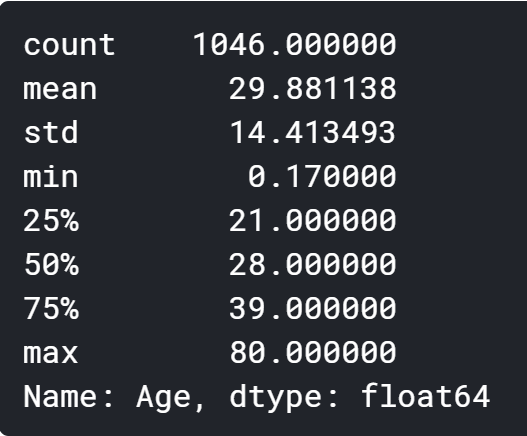 count    1046.000000
mean       29.881138
std        14.413493
min         0.170000
25%        21.000000
50%        28.000000
75%        39.000000
max        80.000000
Name: Age, dtype: float64